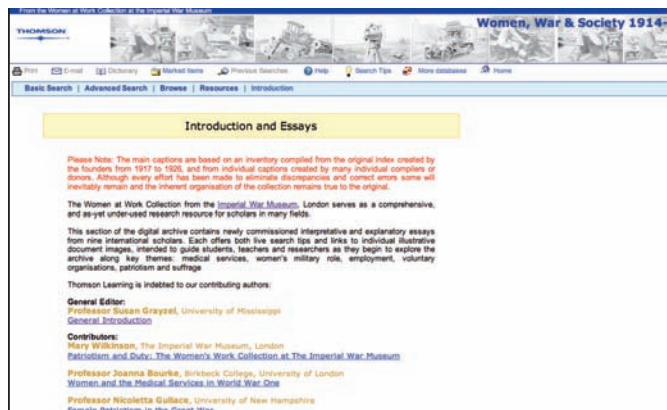 From the Women at Work Collection at the Imperial War Museum
THOMSON
Women, War & Society 1914-
Print E-mail Dictionary Marked Items Previous Searches Help Search Tips More databases Home
Basic Search | Advanced Search | Browse | Resources | Introduction
Introduction and Essays
Please Note: The main captions are based on an inventory compiled from the original index created by
the founders from 1917 to 1926, and from individual captions created by many individual compilers or
donors. Although every effort has been made to eliminate discrepancies and correct errors some will
inevitably remain and the inherent organisation of the collection remains true to the original.
The Women at Work Collection from the Imperial War Museum, London serves as a comprehensive,
and as-yet under-used research resource for scholars in many fields.
This section of the digital archive contains newly commissioned interpretative and explanatory essays
from nine international scholars. Each offers both live search tips and links to individual illustrative
document images, intended to guide students, teachers and researchers as they begin to explore the
archive along key themes: medical services, women's military role, employment, voluntary
organisations, patriotism and suffrage
Thomson Learning is indebted to our contributing authors:
General Editor:
Professor Susan Grayzel, University of Mississippi
General Introduction
Contributors:
Mary Wilkinson, The Imperial War Museum, London
Patriotism and Duty: The Women's Work Collection at The Imperial War Museum
Professor Joanna Bourke, Birkbeck College, University of London
Women and the Medical Services in World War One
Professor Nicoletta Gullace, University of New Hampshire
Female Patriotism in the Great War